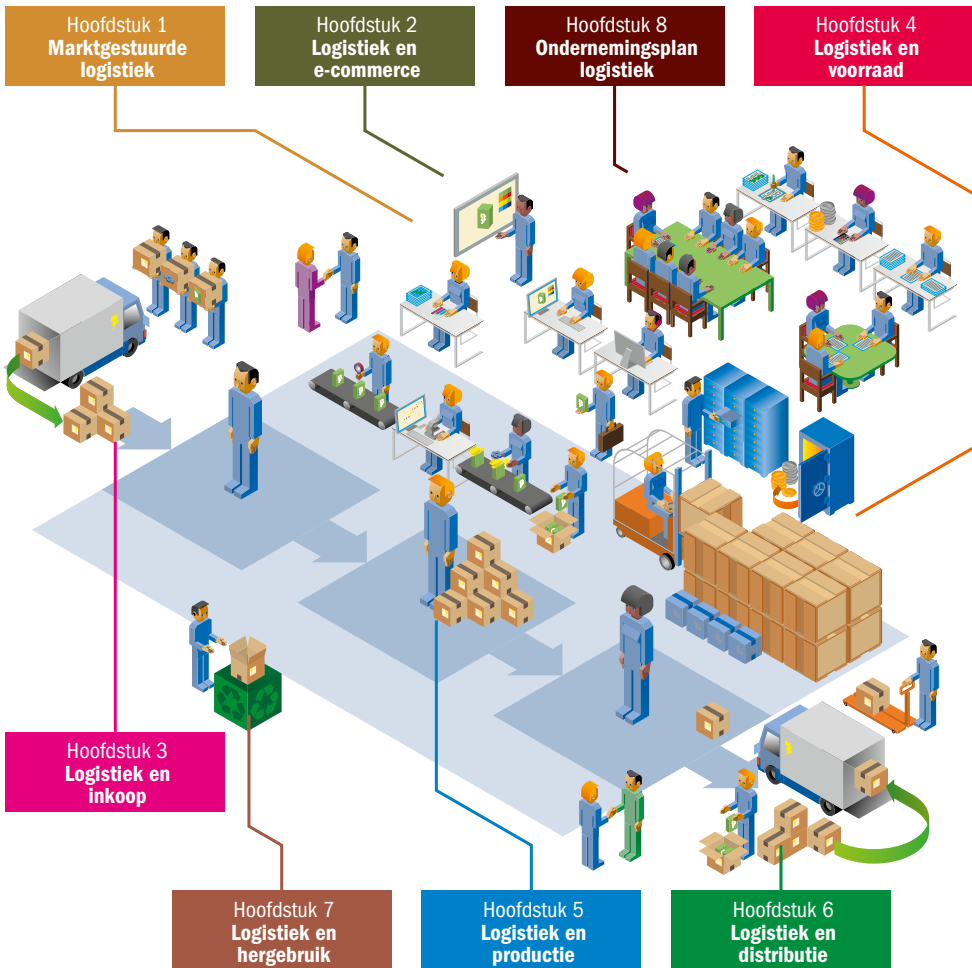 Hoofdstuk 1
Marktgestuurde
logistiek
Hoofdstuk 2
Logistiek en
e-commerce
Hoofdstuk 8
Ondernemingsplan
logistiek
Hoofdstuk 4
Logistiek en
voorraad
Hoofdstuk 3
Logistiek en
inkoop
Hoofdstuk 7
Logistiek en
hergebruik
Hoofdstuk 5
Logistiek en
productie
Hoofdstuk 6
Logistiek en
distributie